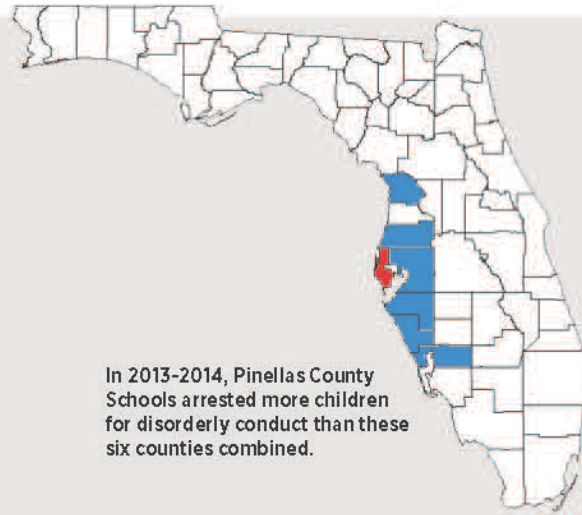 In 2013-2014, Pinellas County
Schools arrested more children
for disorderly conduct than these
six counties combined.